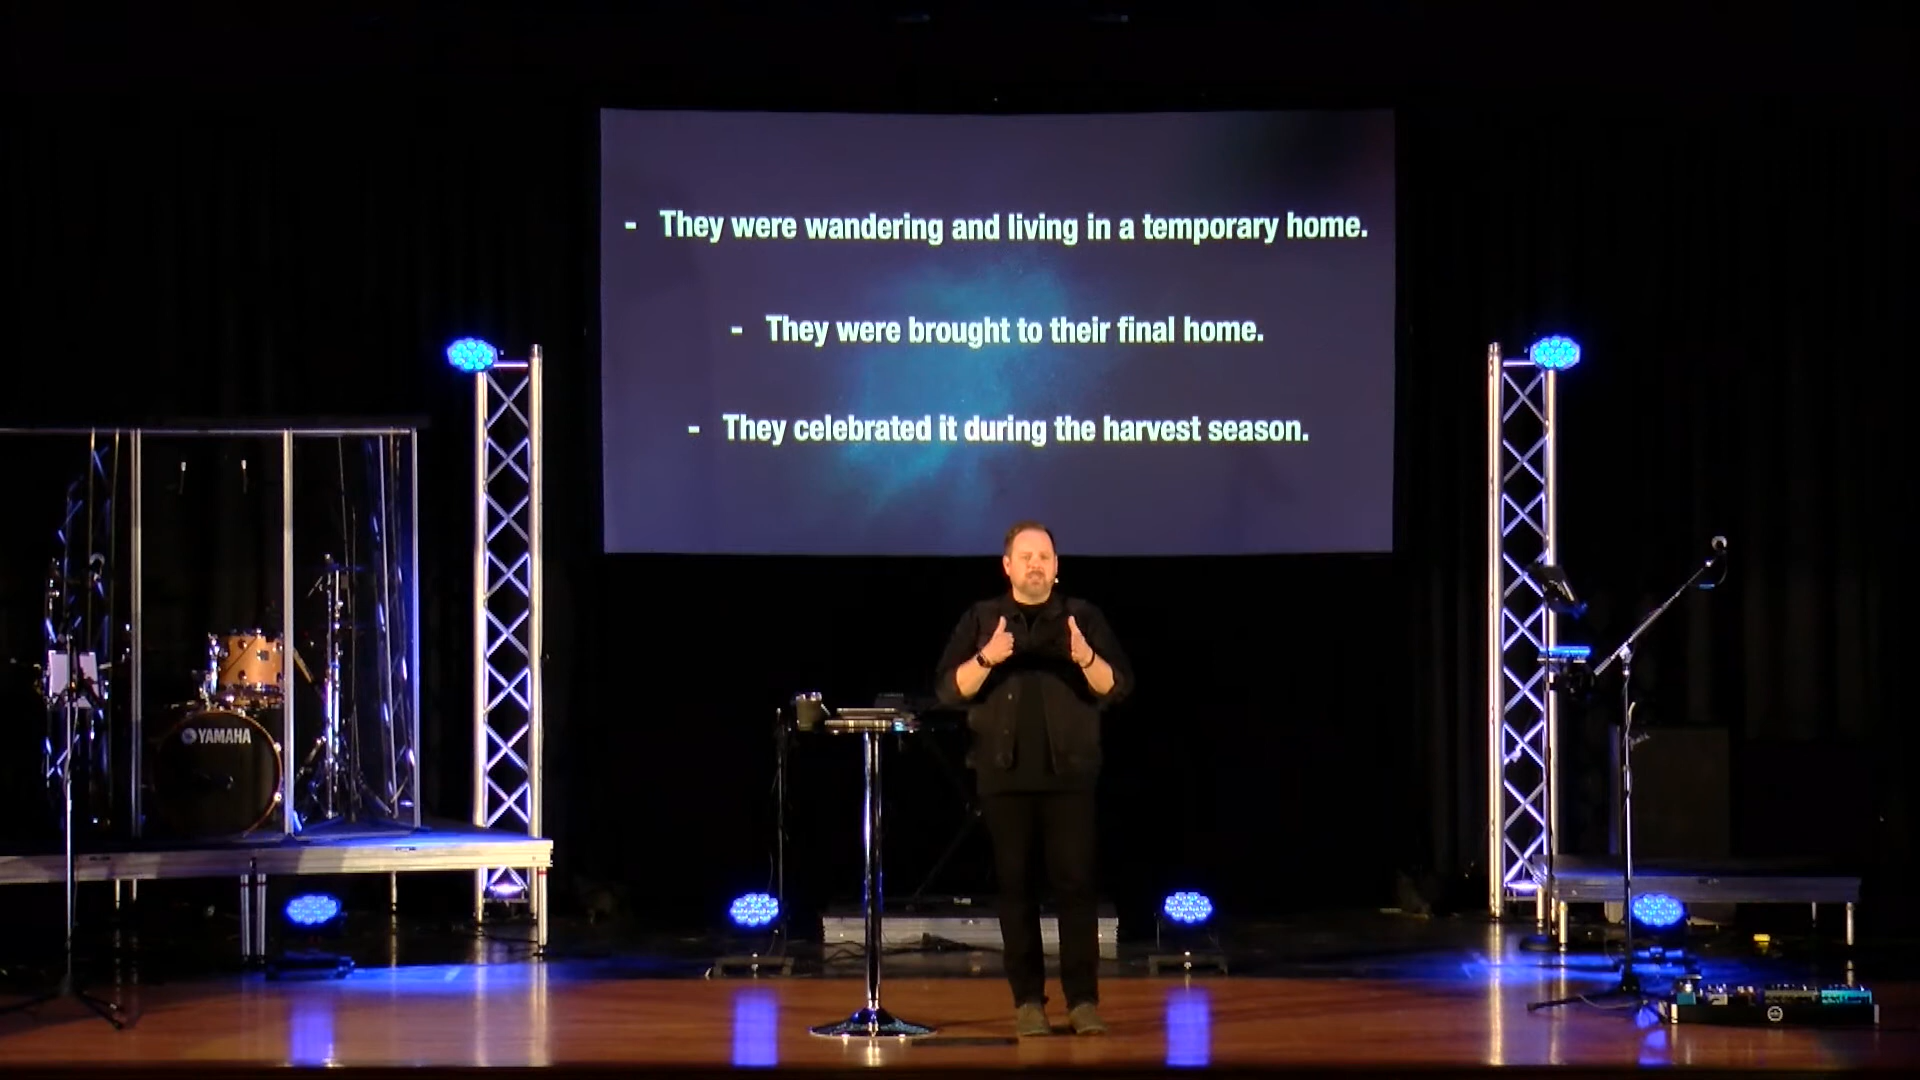 - They were wandering and living in a temporary home.
- They were brought to their final home.
- They celebrated it during the harvest season.
YAMAHA